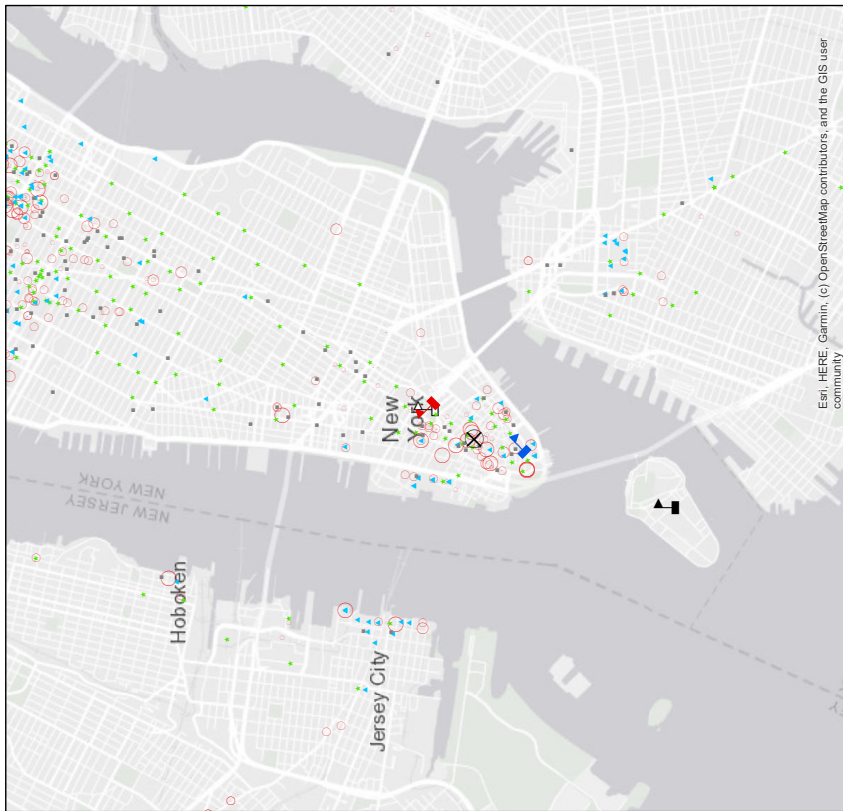 NEW JERSEY
NEW YORK
New
York
Hoboken
Jersey City
Esri, HERE, Garmin, (c) OpenStreetMap contributors, and the GIS user
community